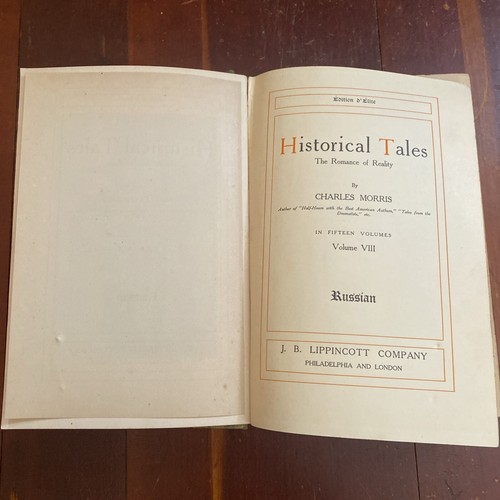 Édition d'Élite
Historical Tales
The Romance of Reality
By
CHARLES MORRIS
Author of "Half-Hours with the Best American Authors," "Tales from the
Dramatists," etc.
IN FIFTEEN VOLUMES
Volume VIII
Russian
J. B. LIPPINCOTT COMPANY
PHILADELPHIA AND LONDON